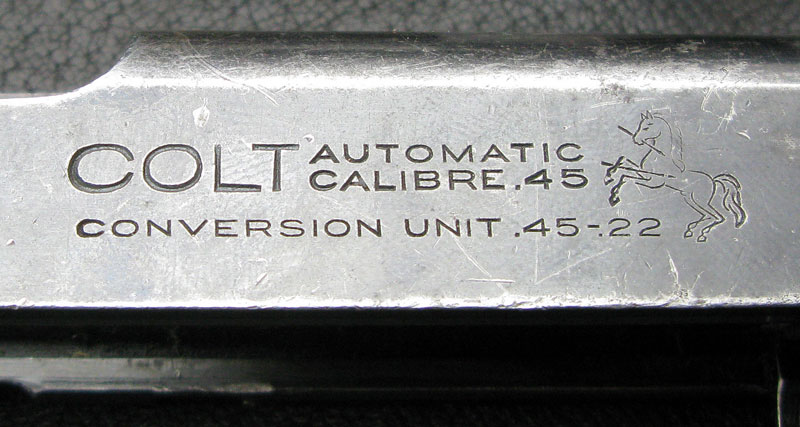 COLT AUTOMATIC
CALIBRE.45
CONVERSION UNIT .45-.22